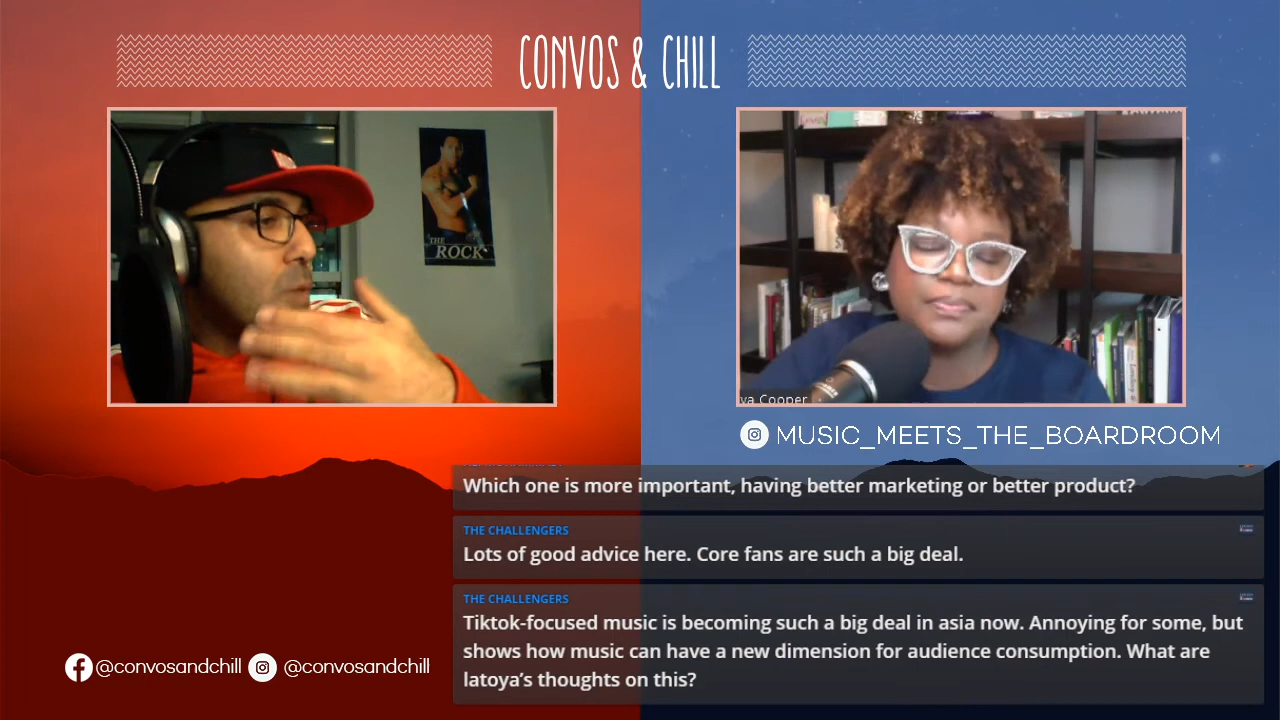 CONVOS & CHILL
THE
ROCK
va Cooper
MUSIC_MEETS_THE_BOARDROOM
Which one is more important, having better marketing or better product?
THE CHALLENGERS
Lots of good advice here. Core fans are such a big deal.
THE CHALLENGERS
Tiktok-focused music is becoming such a big deal in asia now. Annoying for some, but
shows how music can have a new dimension for audience consumption. What are
latoya's thoughts on this?
@convosandchill @convosandchill